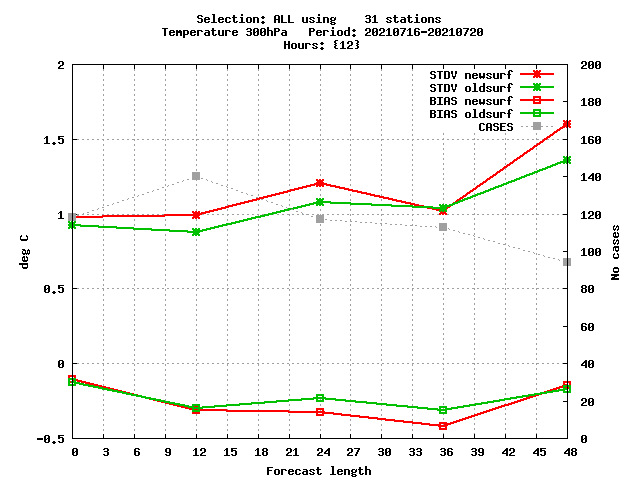 Selection: ALL using    31 stations
Temperature 300hPa   Period: 20210716-20210720
Hours: {12}
STDV newsurf
STDV oldsurf
BIAS newsurf
BIAS oldsurf
CASES
2
1.5
1
0.5
0
-0.5
deg C
200
180
160
140
120
100
80
60
40
20
0
No cases
0 3 6 9 12 15 18 21 24 27 30 33 36 39 42 45 48
Forecast length